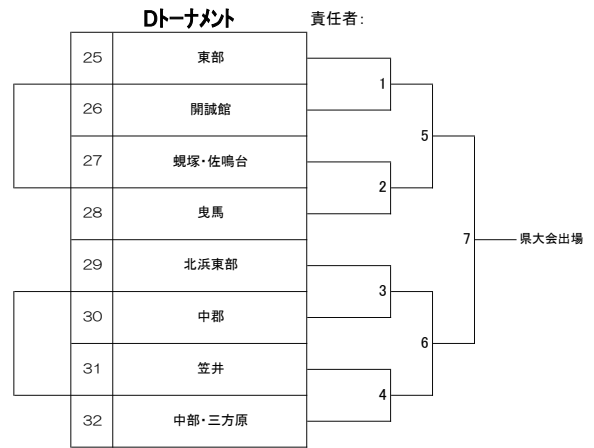 Dトーナメント 責任者：
25 東部
1
26 開誠館
5
27 蜆塚・佐鳴台
2
28 曳馬
7 県大会出場
29 北浜東部
3
30 中郡
6
31 笠井
4
32 中部・三方原